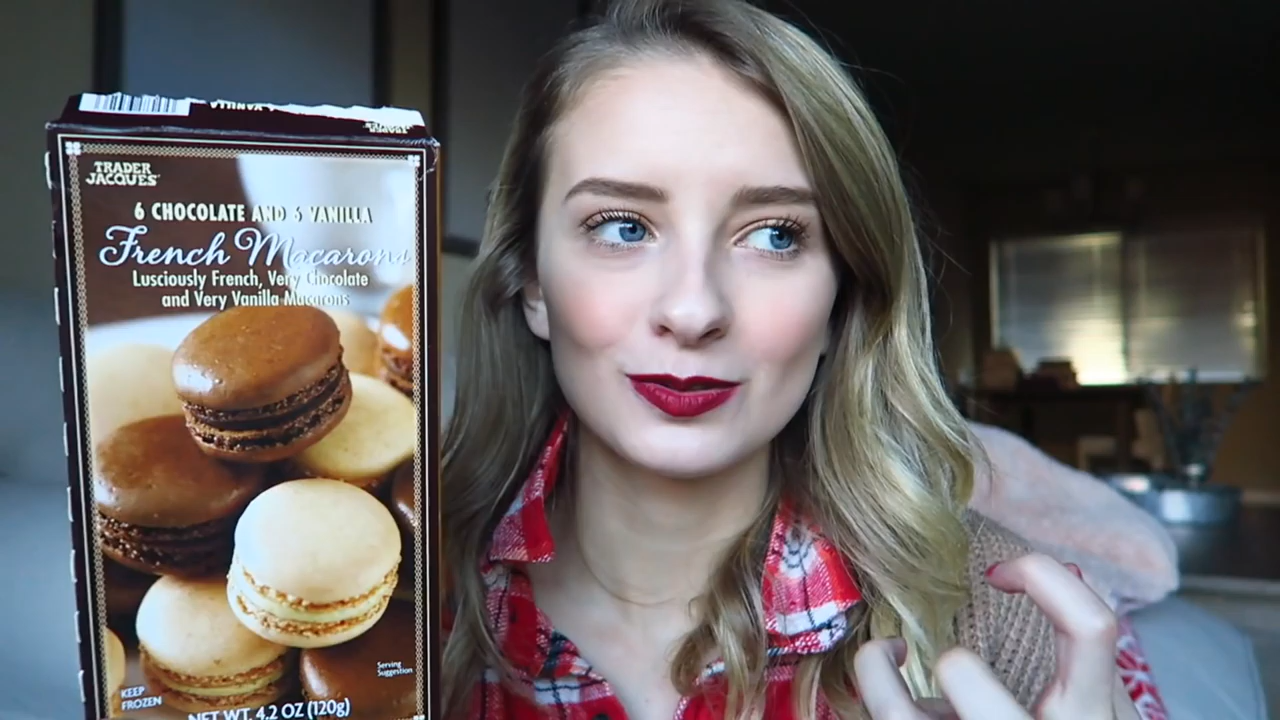 VANILLA
TRADER
JACQUES'
6 CHOCOLATE AND 6 VANILLA
French Macarons
Lusciously French, Very Chocolate
and Very Vanilla Macarons
Serving
Suggestion
KEEP
FROZEN
NET WT. 4.2 OZ (120g)